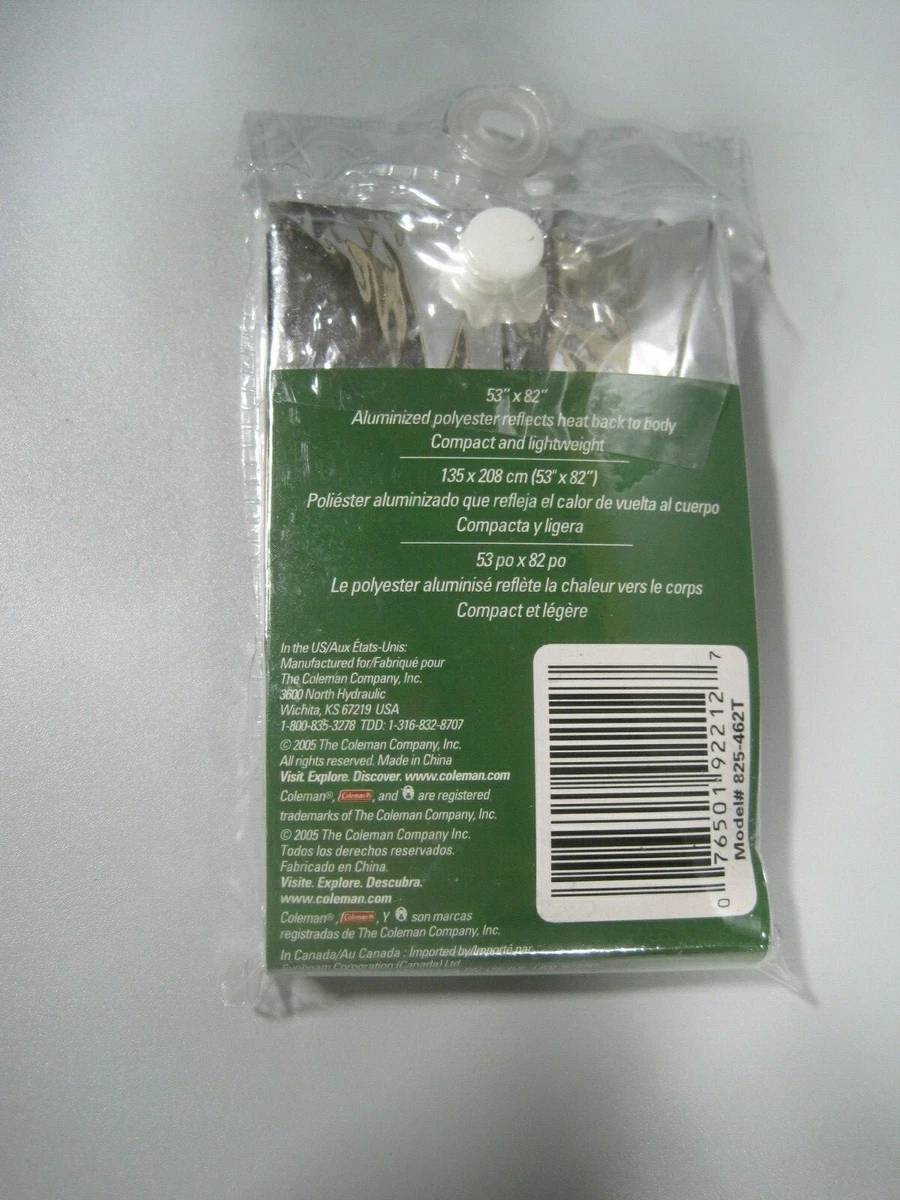 53" x 82"
Aluminized polyester reflects heat back to body
Compact and lightweight
135 x 208 cm (53" x 82")
Poliéster aluminizado que refleja el calor de vuelta al cuerpo
Compacta y ligera
53 po x 82 po
Le polyester aluminisé reflète la chaleur vers le corps
Compact et légère
In the US/Aux États-Unis:
Manufactured for/Fabriqué pour
The Coleman Company, Inc.
3600 North Hydraulic
Wichita, KS 67219 USA
1-800-835-3278 TDD: 1-316-832-8707
© 2005 The Coleman Company, Inc.
All rights reserved. Made in China
Visit. Explore. Discover. www.coleman.com
Coleman®, Coleman®, and are registered
trademarks of The Coleman Company, Inc.
© 2005 The Coleman Company Inc.
Todos los derechos reservados.
Fabricado en China.
Visite. Explore. Descubra.
www.coleman.com
Coleman®, Coleman®, Y son marcas
registradas de The Coleman Company, Inc.
In Canada/Au Canada : Imported by/Importé par
Sunbeam Corporation (Canada) Ltd
0 76501 92212 7
Model# 825-462T